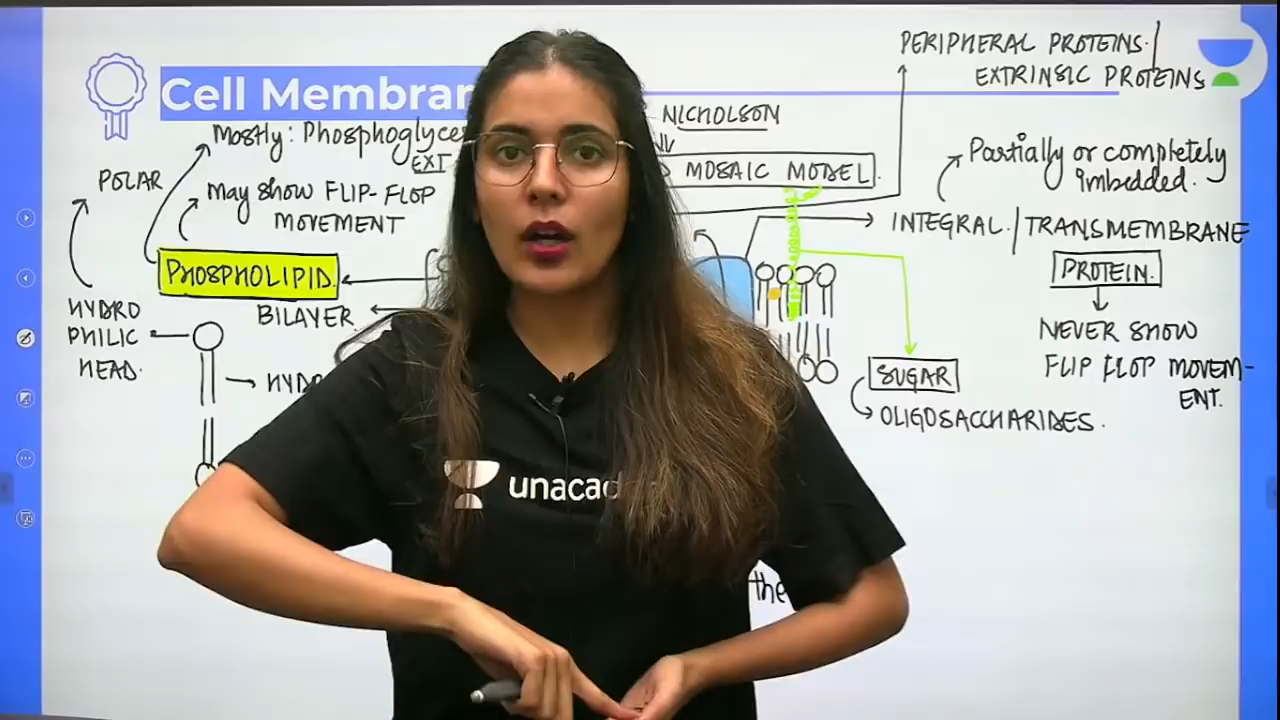 PERIPHERAL PROTEINS /
EXTRINSIC PROTEINS
Cell Membran
Mostly: Phosphoglyce
EXT
NICHOLSON
MOSAIC MODEL.
POLAR
may show FLIP-FLOP
MOVEMENT
Partially or completely
imbedded.
INTEGRAL / TRANSMEMBRANE
PROTEIN.
PHOSPHOLIPID.
BILAYER
HYDRO
PHILIC
HEAD.
HYD
NEVER SHOW
FLIP FLOP MOVEM-
ENT.
SUGAR
OLIGOSACCHARIDES.
unacad
the